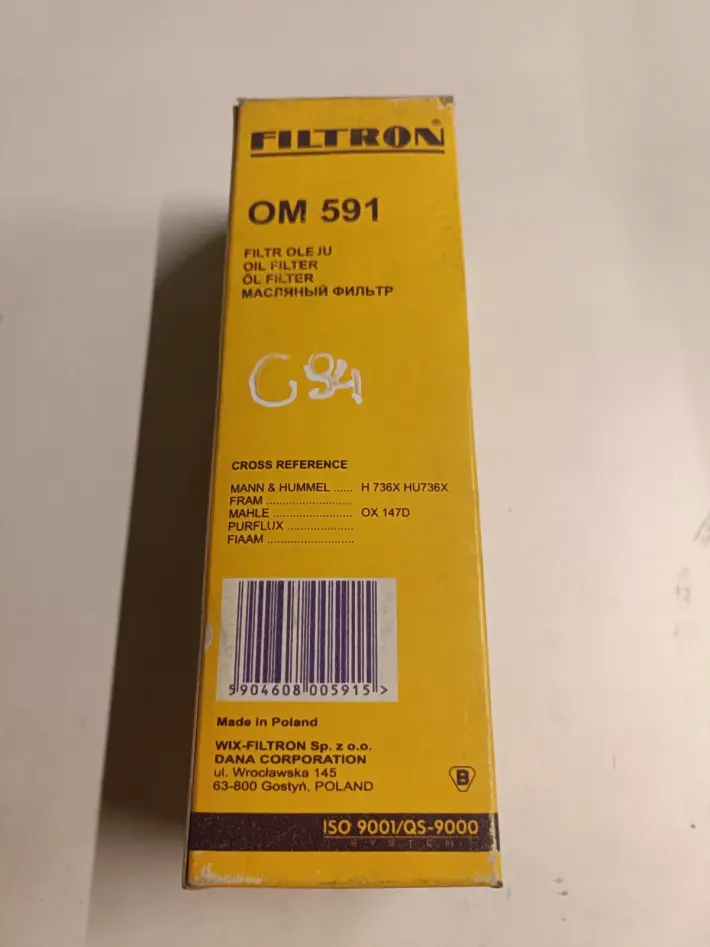 FILTRON®
OM 591
FILTR OLEJU
OIL FILTER
ÖL FILTER
МАСЛЯНЫЙ ФИЛЬТР
C94
CROSS REFERENCE
MANN & HUMMEL ...... H 736X HU736X
FRAM ..........................
MAHLE ........................ OX 147D
PURFLUX ....................
FIAAM ..........................
5904608 005915 >
Made in Poland
WIX-FILTRON Sp. z o.o.
DANA CORPORATION
ul. Wrocławska 145
63-800 Gostyń, POLAND
B
ISO 9001/QS-9000
SYSTEM